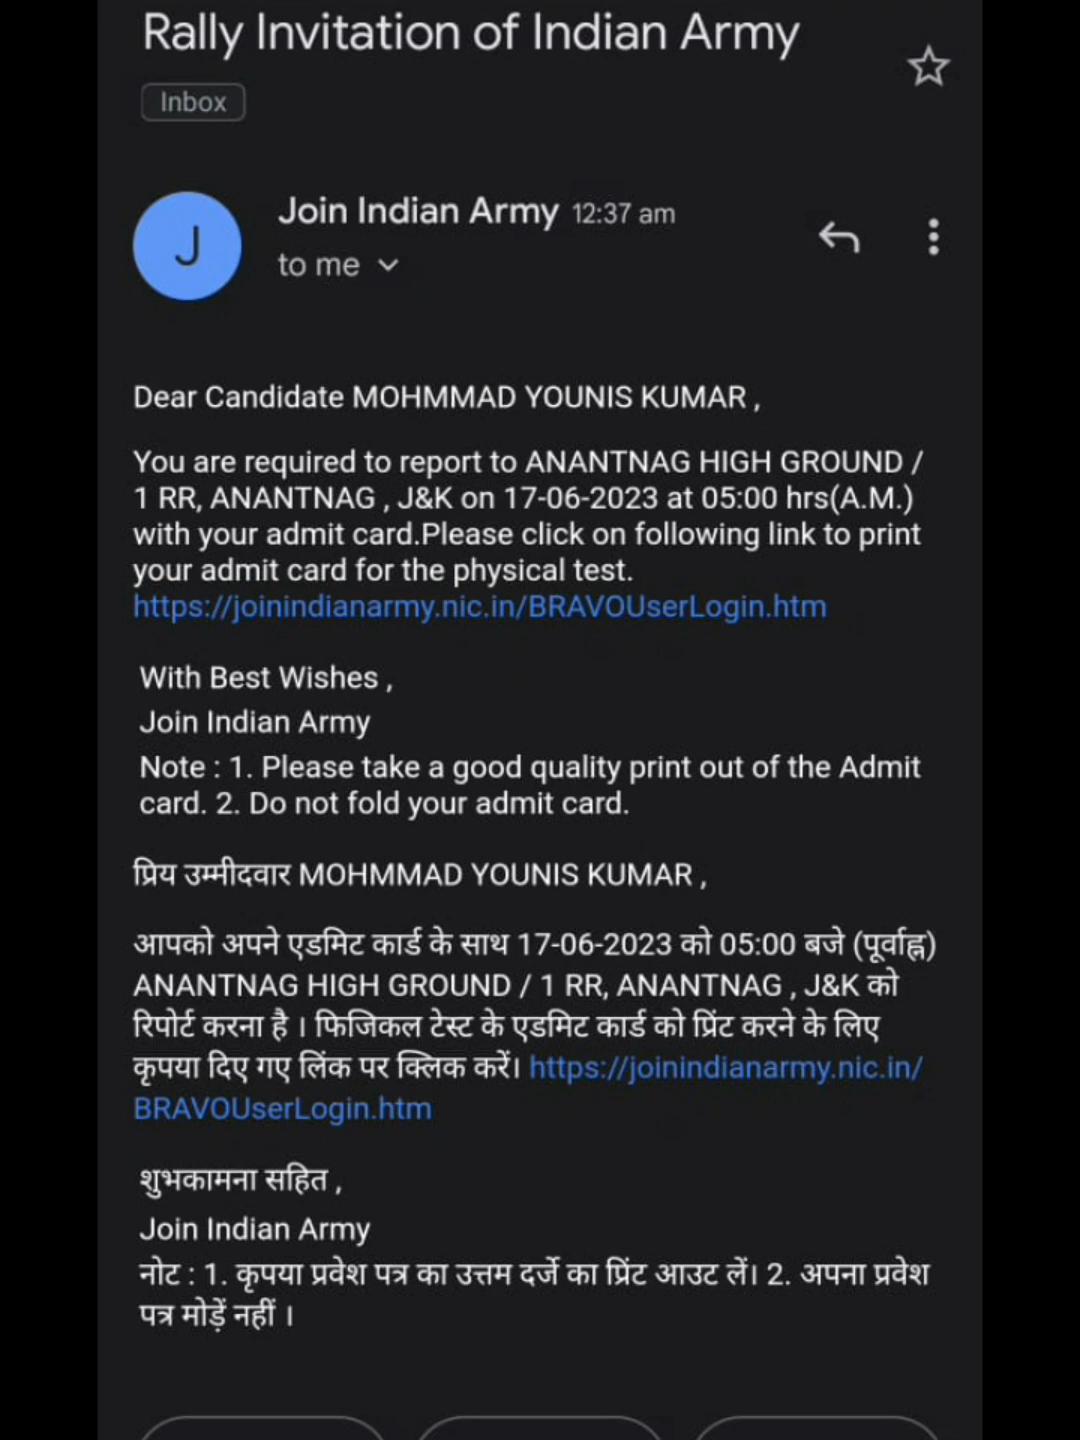 Rally Invitation of Indian Army
Inbox
J
Join Indian Army 12:37 am
to me
Dear Candidate MOHMMAD YOUNIS KUMAR ,
You are required to report to ANANTNAG HIGH GROUND /
1 RR, ANANTNAG , J&K on 17-06-2023 at 05:00 hrs(A.M.)
with your admit card.Please click on following link to print
your admit card for the physical test.
https://joinindianarmy.nic.in/BRAVOUserLogin.htm
With Best Wishes ,
Join Indian Army
Note : 1. Please take a good quality print out of the Admit
card. 2. Do not fold your admit card.
प्रिय उम्मीदवार MOHMMAD YOUNIS KUMAR ,
आपको अपने एडमिट कार्ड के साथ 17-06-2023 को 05:00 बजे (पूर्वाह्न)
ANANTNAG HIGH GROUND / 1 RR, ANANTNAG , J&K को
रिपोर्ट करना है । फिजिकल टेस्ट के एडमिट कार्ड को प्रिंट करने के लिए
कृपया दिए गए लिंक पर क्लिक करें। https://joinindianarmy.nic.in/
BRAVOUserLogin.htm
शुभकामना सहित ,
Join Indian Army
नोट : 1. कृपया प्रवेश पत्र का उत्तम दर्जे का प्रिंट आउट लें। 2. अपना प्रवेश
पत्र मोड़ें नहीं ।